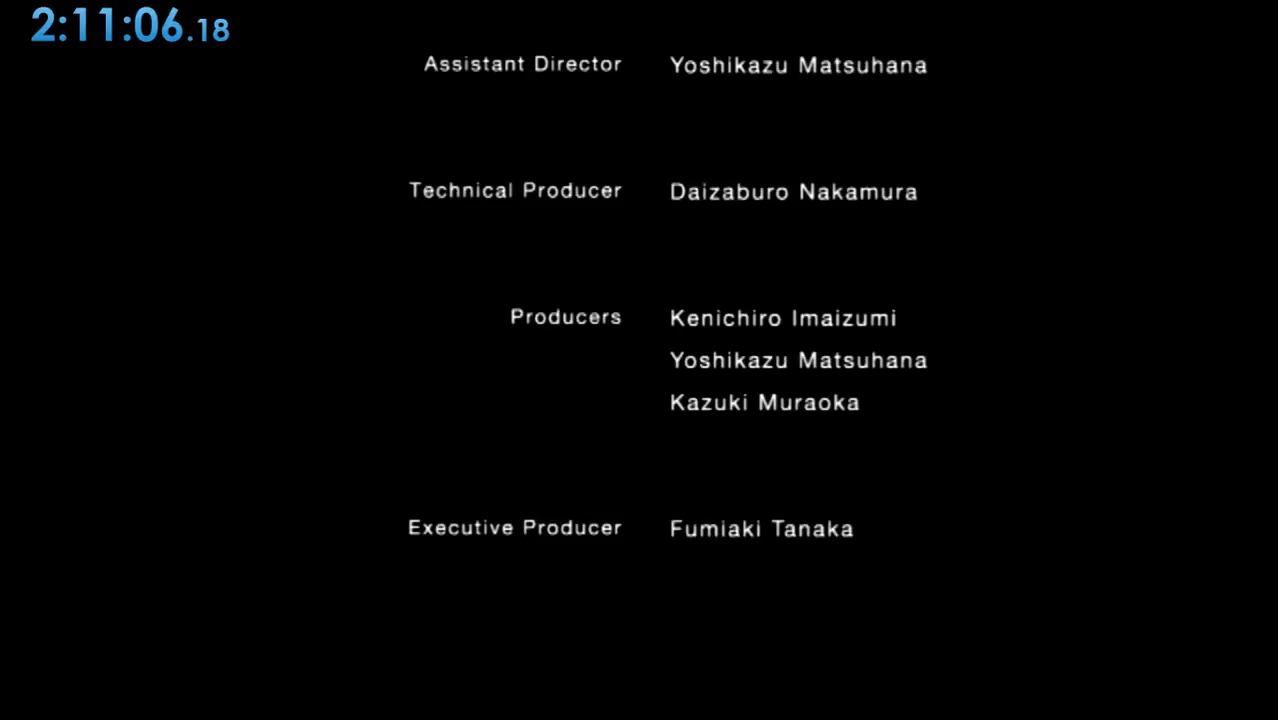 2:11:06.18
Assistant Director Yoshikazu Matsuhana
Technical Producer Daizaburo Nakamura
Producers Kenichiro Imaizumi
Yoshikazu Matsuhana
Kazuki Muraoka
Executive Producer Fumiaki Tanaka